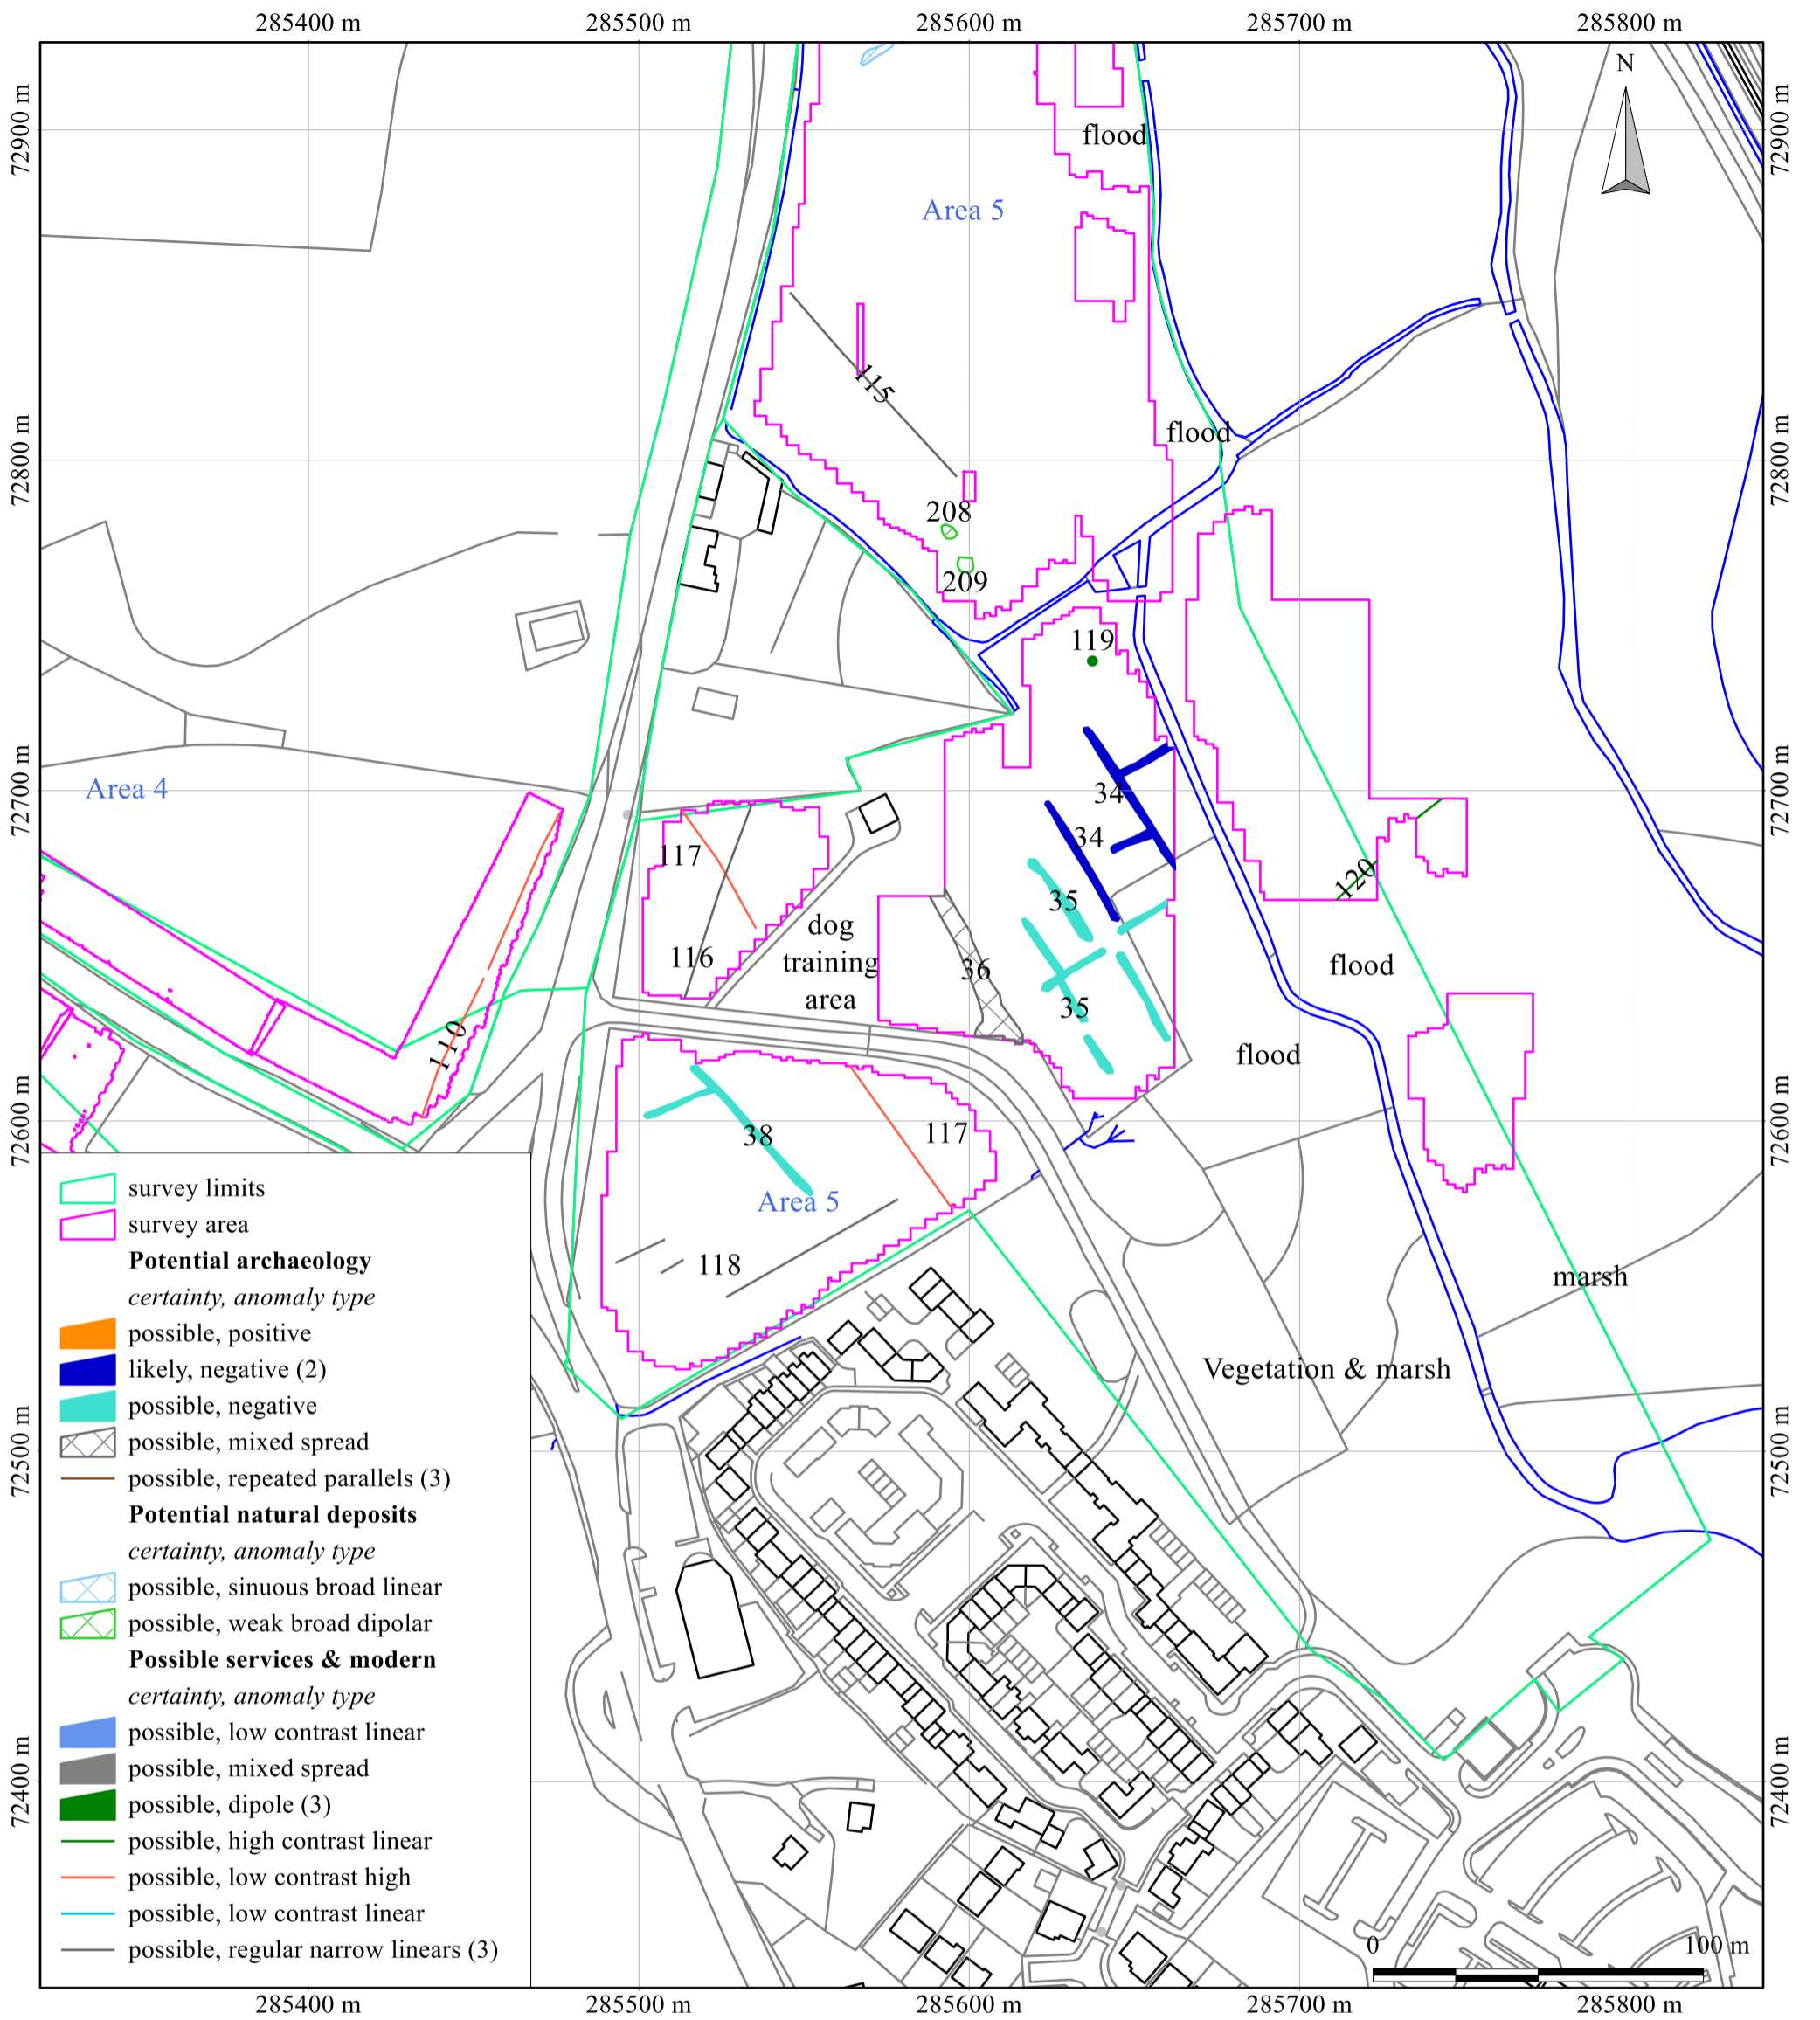 285400 m 285500 m 285600 m 285700 m 285800 m
72900 m
72900 m
N
flood
Area 5
115
72800 m
flood
72800 m
208
209
119
Area 4
72700 m
34
72700 m
34
117
120
35
dog
training
area
116
36
flood
35
110
flood
72600 m
38
117
72600 m
Area 5
118
marsh
Vegetation & marsh
survey limits
survey area
Potential archaeology
certainty, anomaly type
possible, positive
likely, negative (2)
possible, negative
possible, mixed spread
possible, repeated parallels (3)
Potential natural deposits
certainty, anomaly type
possible, sinuous broad linear
possible, weak broad dipolar
Possible services & modern
certainty, anomaly type
possible, low contrast linear
possible, mixed spread
possible, dipole (3)
possible, high contrast linear
possible, low contrast high
possible, low contrast linear
possible, regular narrow linears (3)
72500 m
72500 m
72400 m
72400 m
0 100 m
285400 m 285500 m 285600 m 285700 m 285800 m